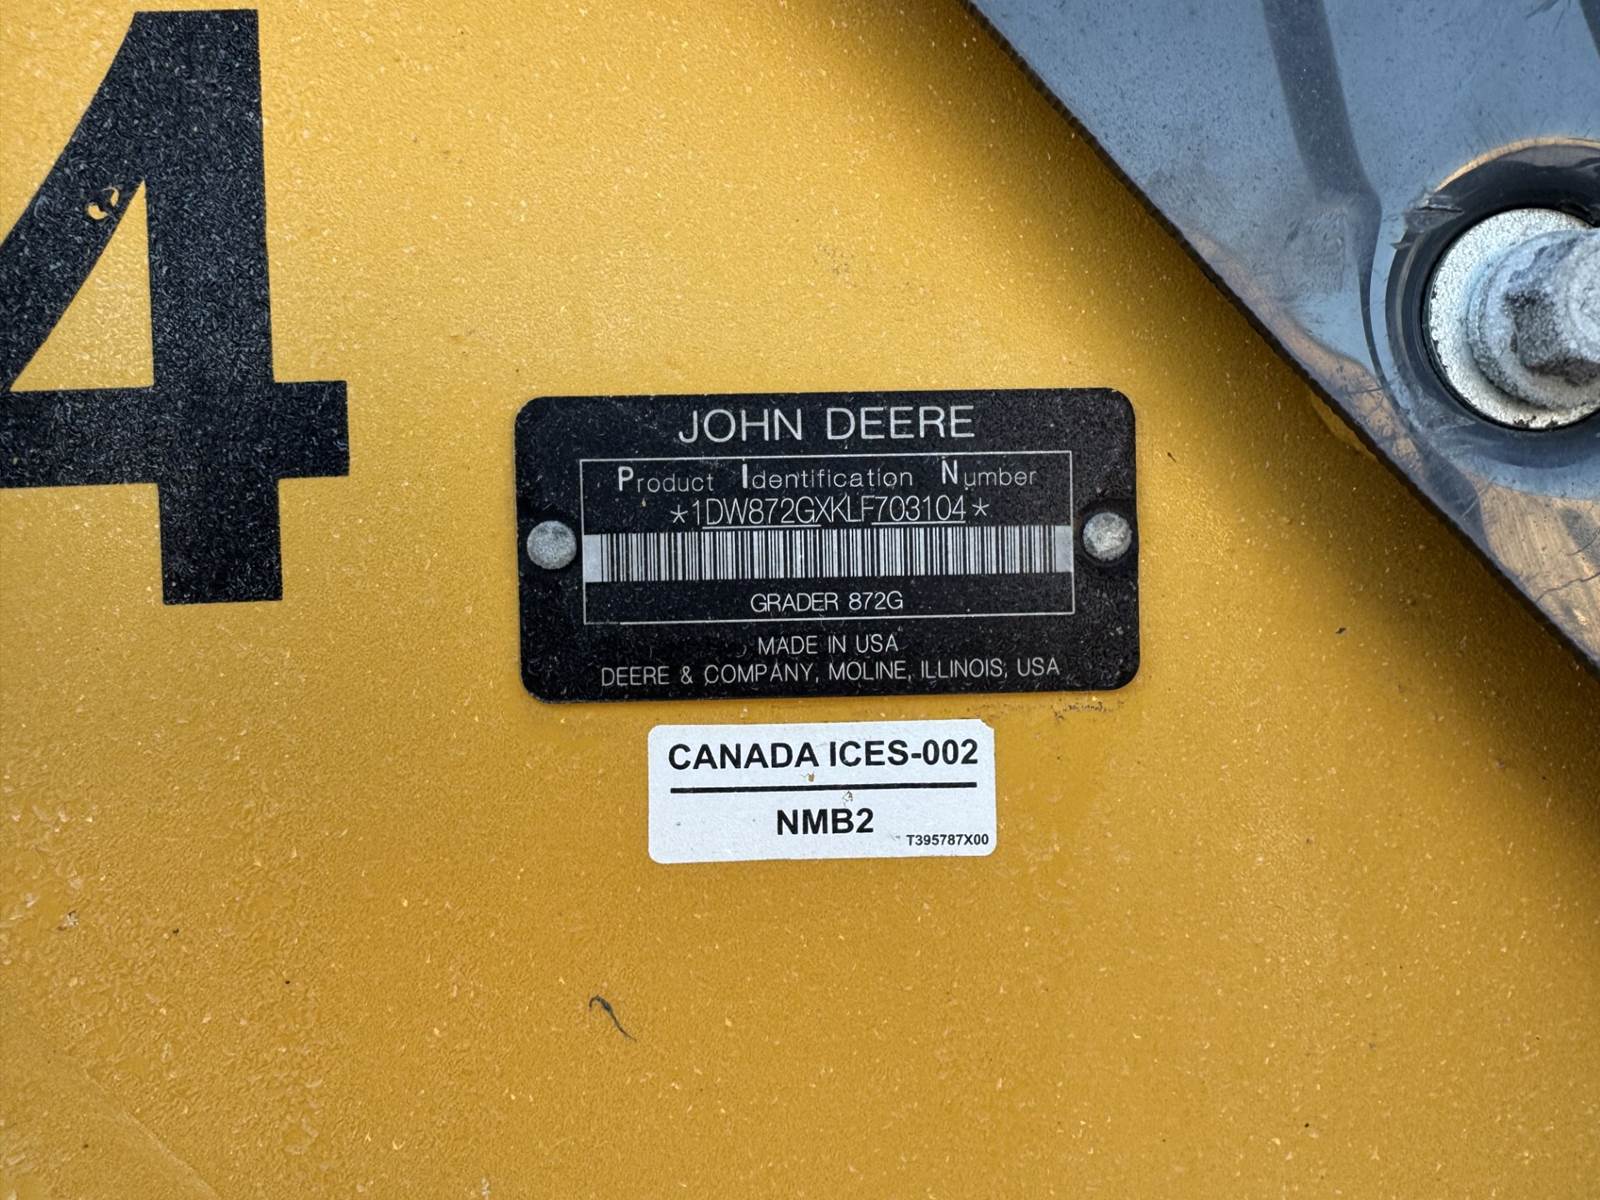 4
JOHN DEERE
Product Identification Number
*1DW872GXKLF703104*
GRADER 872G
MADE IN USA
DEERE & COMPANY, MOLINE, ILLINOIS, USA
CANADA ICES-002
NMB2
T395787X00